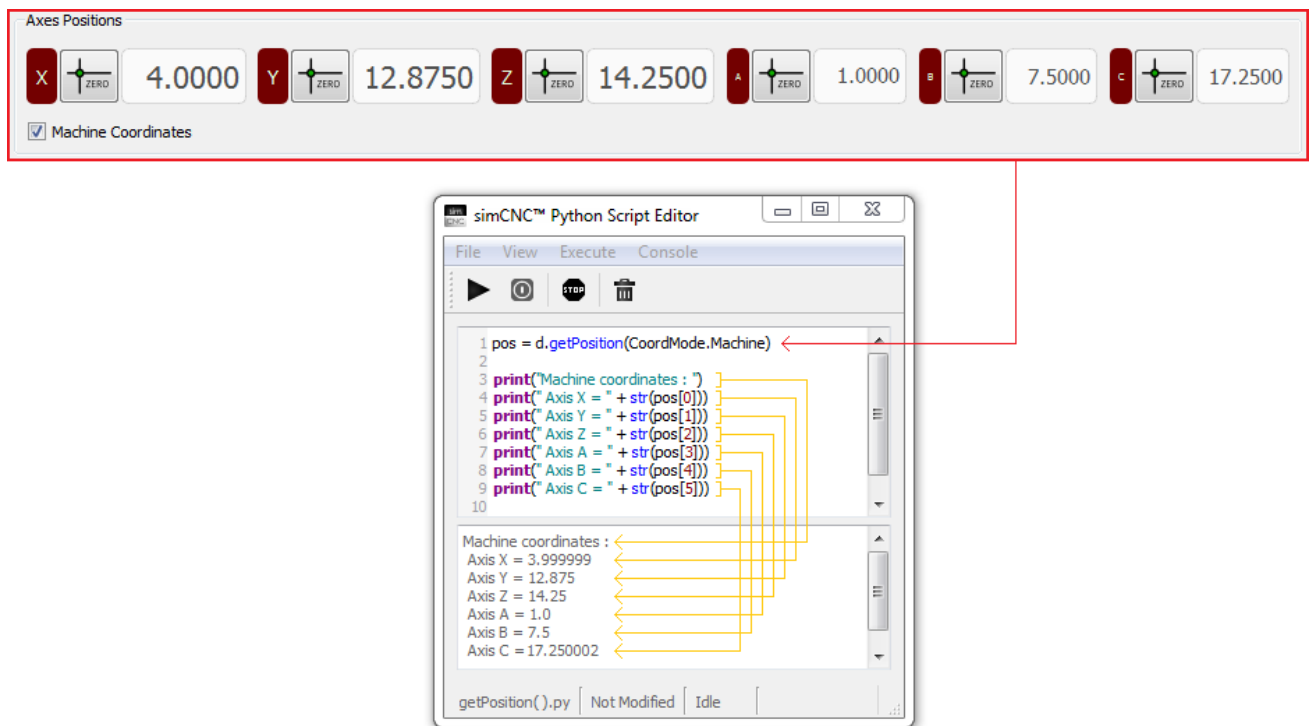 Axes Positions
X ZERO 4.0000 Y ZERO 12.8750 Z ZERO 14.2500 A ZERO 1.0000 B ZERO 7.5000 C ZERO 17.2500
Machine Coordinates
sim CNC simCNC™ Python Script Editor
File View Execute Console
STOP
1 pos = d.getPosition(CoordMode.Machine)
2
3 print("Machine coordinates : ")
4 print(" Axis X = " + str(pos[0]))
5 print(" Axis Y = " + str(pos[1]))
6 print(" Axis Z = " + str(pos[2]))
7 print(" Axis A = " + str(pos[3]))
8 print(" Axis B = " + str(pos[4]))
9 print(" Axis C = " + str(pos[5]))
10
Machine coordinates :
Axis X = 3.999999
Axis Y = 12.875
Axis Z = 14.25
Axis A = 1.0
Axis B = 7.5
Axis C = 17.250002
getPosition().py Not Modified Idle